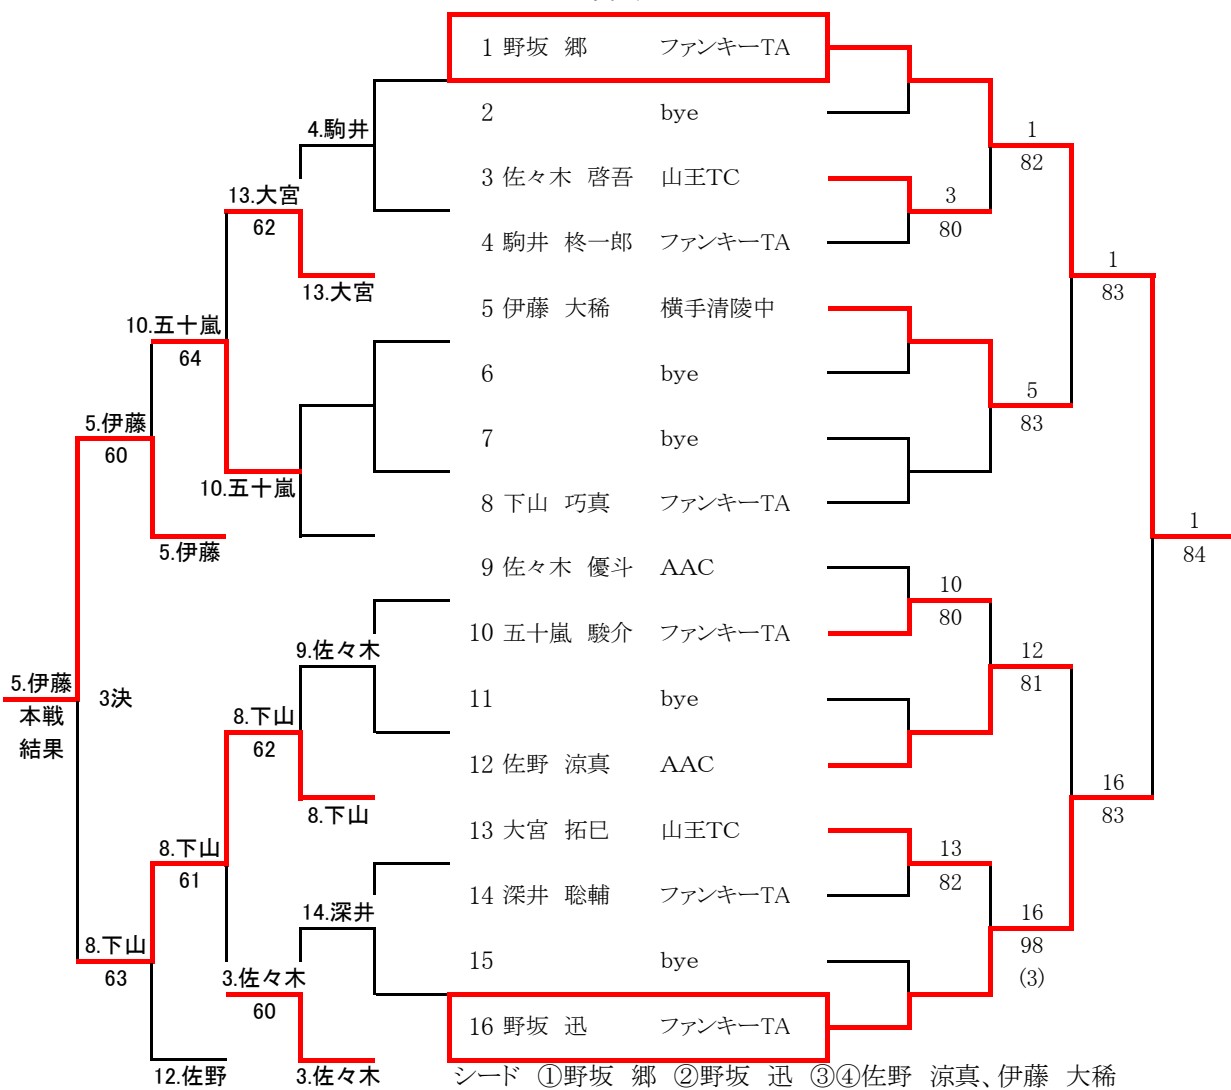 1 野坂 郷 ファンキーTA
2 bye
3 佐々木 啓吾 山王TC
4 駒井 柊一郎 ファンキーTA
5 伊藤 大稀 横手清陵中
6 bye
7 bye
8 下山 巧真 ファンキーTA
9 佐々木 優斗 AAC
10 五十嵐 駿介 ファンキーTA
11 bye
12 佐野 涼真 AAC
13 大宮 拓巳 山王TC
14 深井 聡輔 ファンキーTA
15 bye
16 野坂 迅 ファンキーTA
4.駒井
13.大宮
62
13.大宮
10.五十嵐
64
10.五十嵐
5.伊藤
60
5.伊藤
5.伊藤
3決
本戦
結果
9.佐々木
8.下山
62
8.下山
8.下山
61
14.深井
8.下山
63
3.佐々木
60
12.佐野
3.佐々木
1
82
3
80
1
83
5
83
1
84
10
80
12
81
16
83
13
82
16
98
(3)
シード ①野坂 郷 ②野坂 迅 ③④佐野 涼真、伊藤 大稀